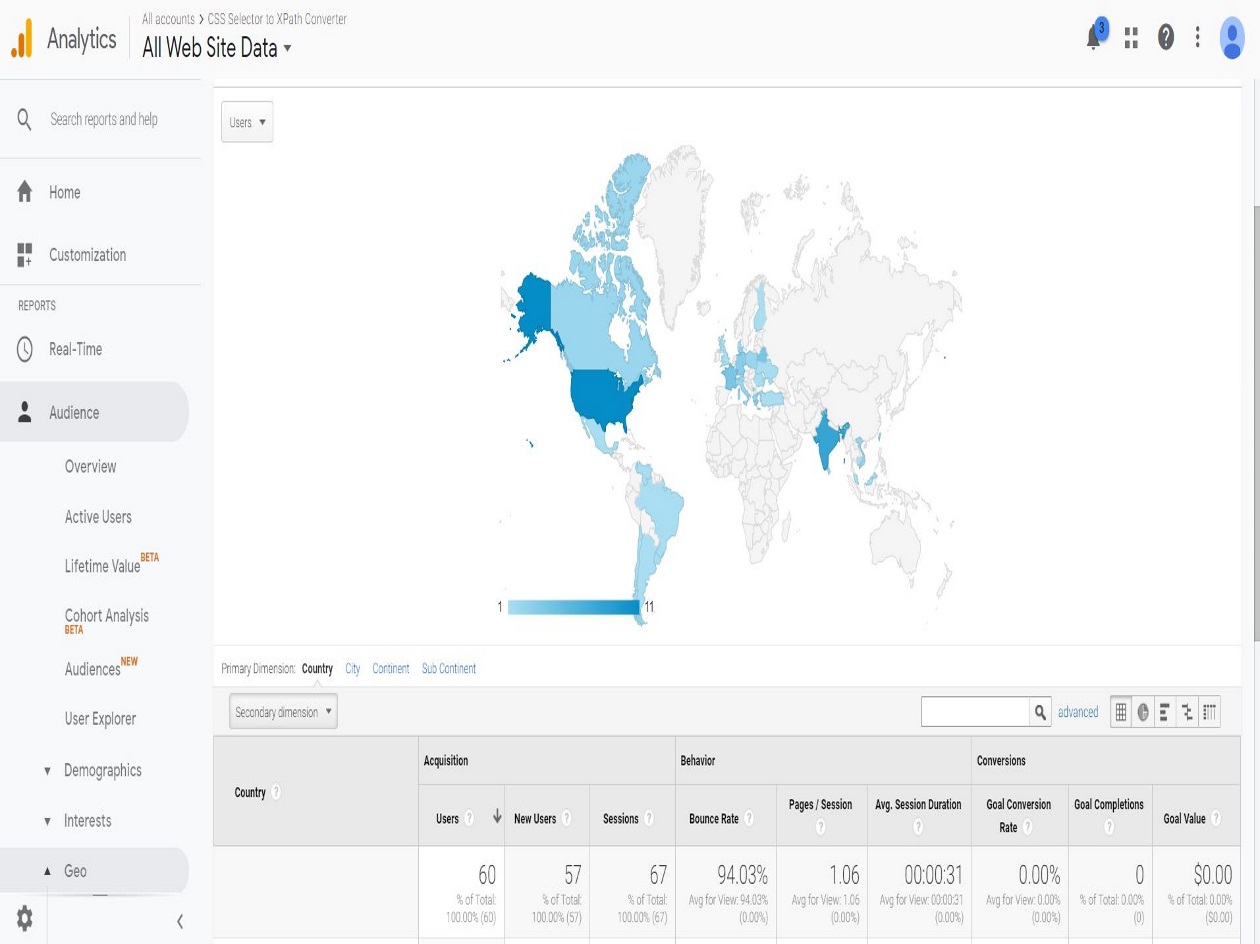 Analytics
All accounts > CSS Selector to XPath Converter
All Web Site Data
3
Search reports and help
Home
Customization
REPORTS
Real-Time
Audience
Overview
Active Users
Lifetime Value BETA
Cohort Analysis
BETA
Audiences NEW
User Explorer
Demographics
Interests
Geo
Users
1 11
Primary Dimension: Country City Continent Sub Continent
Secondary dimension
advanced
Acquisition Behavior Conversions
Country ?
Users ? New Users ? Sessions ? Bounce Rate ? Pages / Session ? Avg. Session Duration ? Goal Conversion Rate ? Goal Completions ? Goal Value ?
60 57 67 94.03% 1.06 00:00:31 0.00% 0 $0.00
% of Total: % of Total: % of Total: Avg for View: 94.03% Avg for View: 1.06 Avg for View: 00:00:31 Avg for View: 0.00% % of Total: 0.00% % of Total: 0.00%
100.00% (60) 100.00% (57) 100.00% (67) (0.00%) (0.00%) (0.00%) (0.00%) (0) ($0.00)